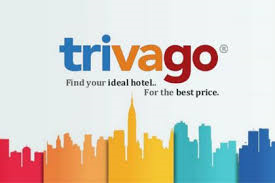 trivago®
Find your ideal hotel..
For the best price.